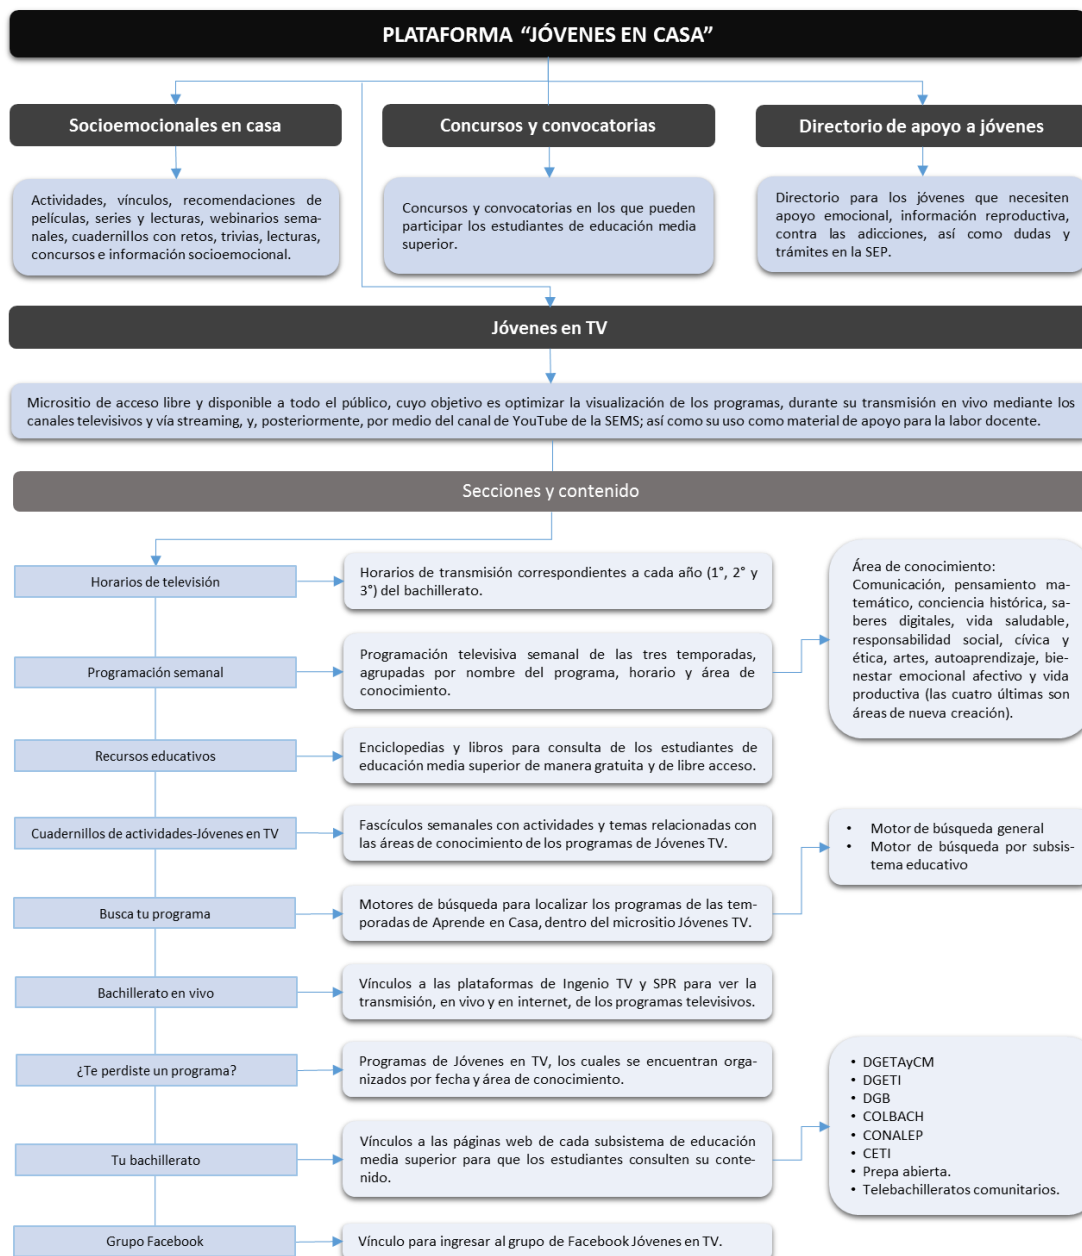 PLATAFORMA “JÓVENES EN CASA”
Socioemocionales en casa
Concursos y convocatorias
Directorio de apoyo a jóvenes
Actividades, vínculos, recomendaciones de
películas, series y lecturas, webinarios sema-
nales, cuadernillos con retos, trivias, lecturas,
concursos e información socioemocional.
Concursos y convocatorias en los que pueden
participar los estudiantes de educación media
superior.
Directorio para los jóvenes que necesiten
apoyo emocional, información reproductiva,
contra las adicciones, así como dudas y
trámites en la SEP.
Jóvenes en TV
Micrositio de acceso libre y disponible a todo el público, cuyo objetivo es optimizar la visualización de los programas, durante su transmisión en vivo mediante los
canales televisivos y vía streaming, y, posteriormente, por medio del canal de YouTube de la SEMS; así como su uso como material de apoyo para la labor docente.
Secciones y contenido
Horarios de televisión
Horarios de transmisión correspondientes a cada año (1°, 2° y
3°) del bachillerato.
Programación semanal
Programación televisiva semanal de las tres temporadas,
agrupadas por nombre del programa, horario y área de
conocimiento.
Área de conocimiento:
Comunicación, pensamiento ma-
temático, conciencia histórica, sa-
beres digitales, vida saludable,
responsabilidad social, cívica y
ética, artes, autoaprendizaje, bie-
nestar emocional afectivo y vida
productiva (las cuatro últimas son
áreas de nueva creación).
Recursos educativos
Enciclopedias y libros para consulta de los estudiantes de
educación media superior de manera gratuita y de libre acceso.
Cuadernillos de actividades-Jóvenes en TV
Fascículos semanales con actividades y temas relacionadas con
las áreas de conocimiento de los programas de Jóvenes TV.
Busca tu programa
Motores de búsqueda para localizar los programas de las tem-
poradas de Aprende en Casa, dentro del micrositio Jóvenes TV.
• Motor de búsqueda general
• Motor de búsqueda por subsis-
tema educativo
Bachillerato en vivo
Vínculos a las plataformas de Ingenio TV y SPR para ver la
transmisión, en vivo y en internet, de los programas televisivos.
¿Te perdiste un programa?
Programas de Jóvenes en TV, los cuales se encuentran orga-
nizados por fecha y área de conocimiento.
Tu bachillerato
Vínculos a las páginas web de cada subsistema de educación
media superior para que los estudiantes consulten su conte-
nido.
• DGETAyCM
• DGETI
• DGB
• COLBACH
• CONALEP
• CETI
• Prepa abierta.
• Telebachilleratos comunitarios.
Grupo Facebook
Vínculo para ingresar al grupo de Facebook Jóvenes en TV.